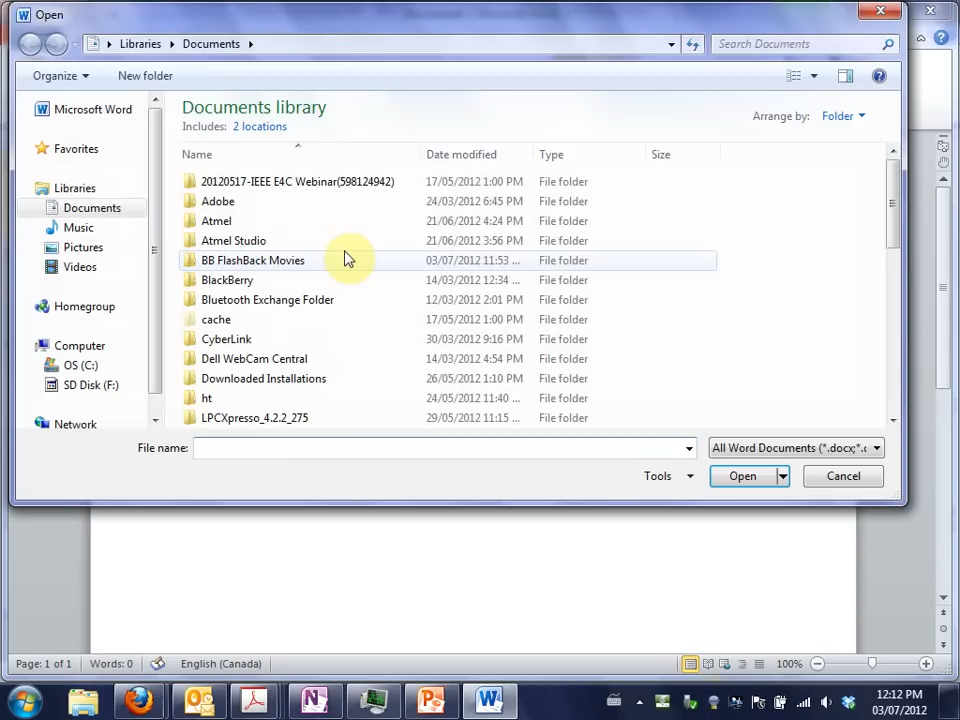 Open
Libraries Documents
Search Documents
Organize New folder
Microsoft Word
Favorites
Libraries
Documents
Music
Pictures
Videos
Homegroup
Computer
OS (C:)
SD Disk (F:)
Network
Documents library
Includes: 2 locations
Arrange by: Folder
Name Date modified Type Size
20120517-IEEE E4C Webinar(598124942) 17/05/2012 1:00 PM File folder
Adobe 24/03/2012 6:45 PM File folder
Atmel 21/06/2012 4:24 PM File folder
Atmel Studio 21/06/2012 3:56 PM File folder
BB FlashBack Movies 03/07/2012 11:53 ... File folder
BlackBerry 14/03/2012 12:34 ... File folder
Bluetooth Exchange Folder 12/03/2012 2:01 PM File folder
cache 17/05/2012 1:00 PM File folder
CyberLink 30/03/2012 9:16 PM File folder
Dell WebCam Central 14/03/2012 4:54 PM File folder
Downloaded Installations 26/05/2012 1:10 PM File folder
ht 24/05/2012 11:40 ... File folder
LPCXpresso_4.2.2_275 29/05/2012 11:15 ... File folder
File name:
All Word Documents (*.docx;*.c
Tools Open Cancel
Page: 1 of 1 Words: 0 English (Canada) 100%
12:12 PM
03/07/2012